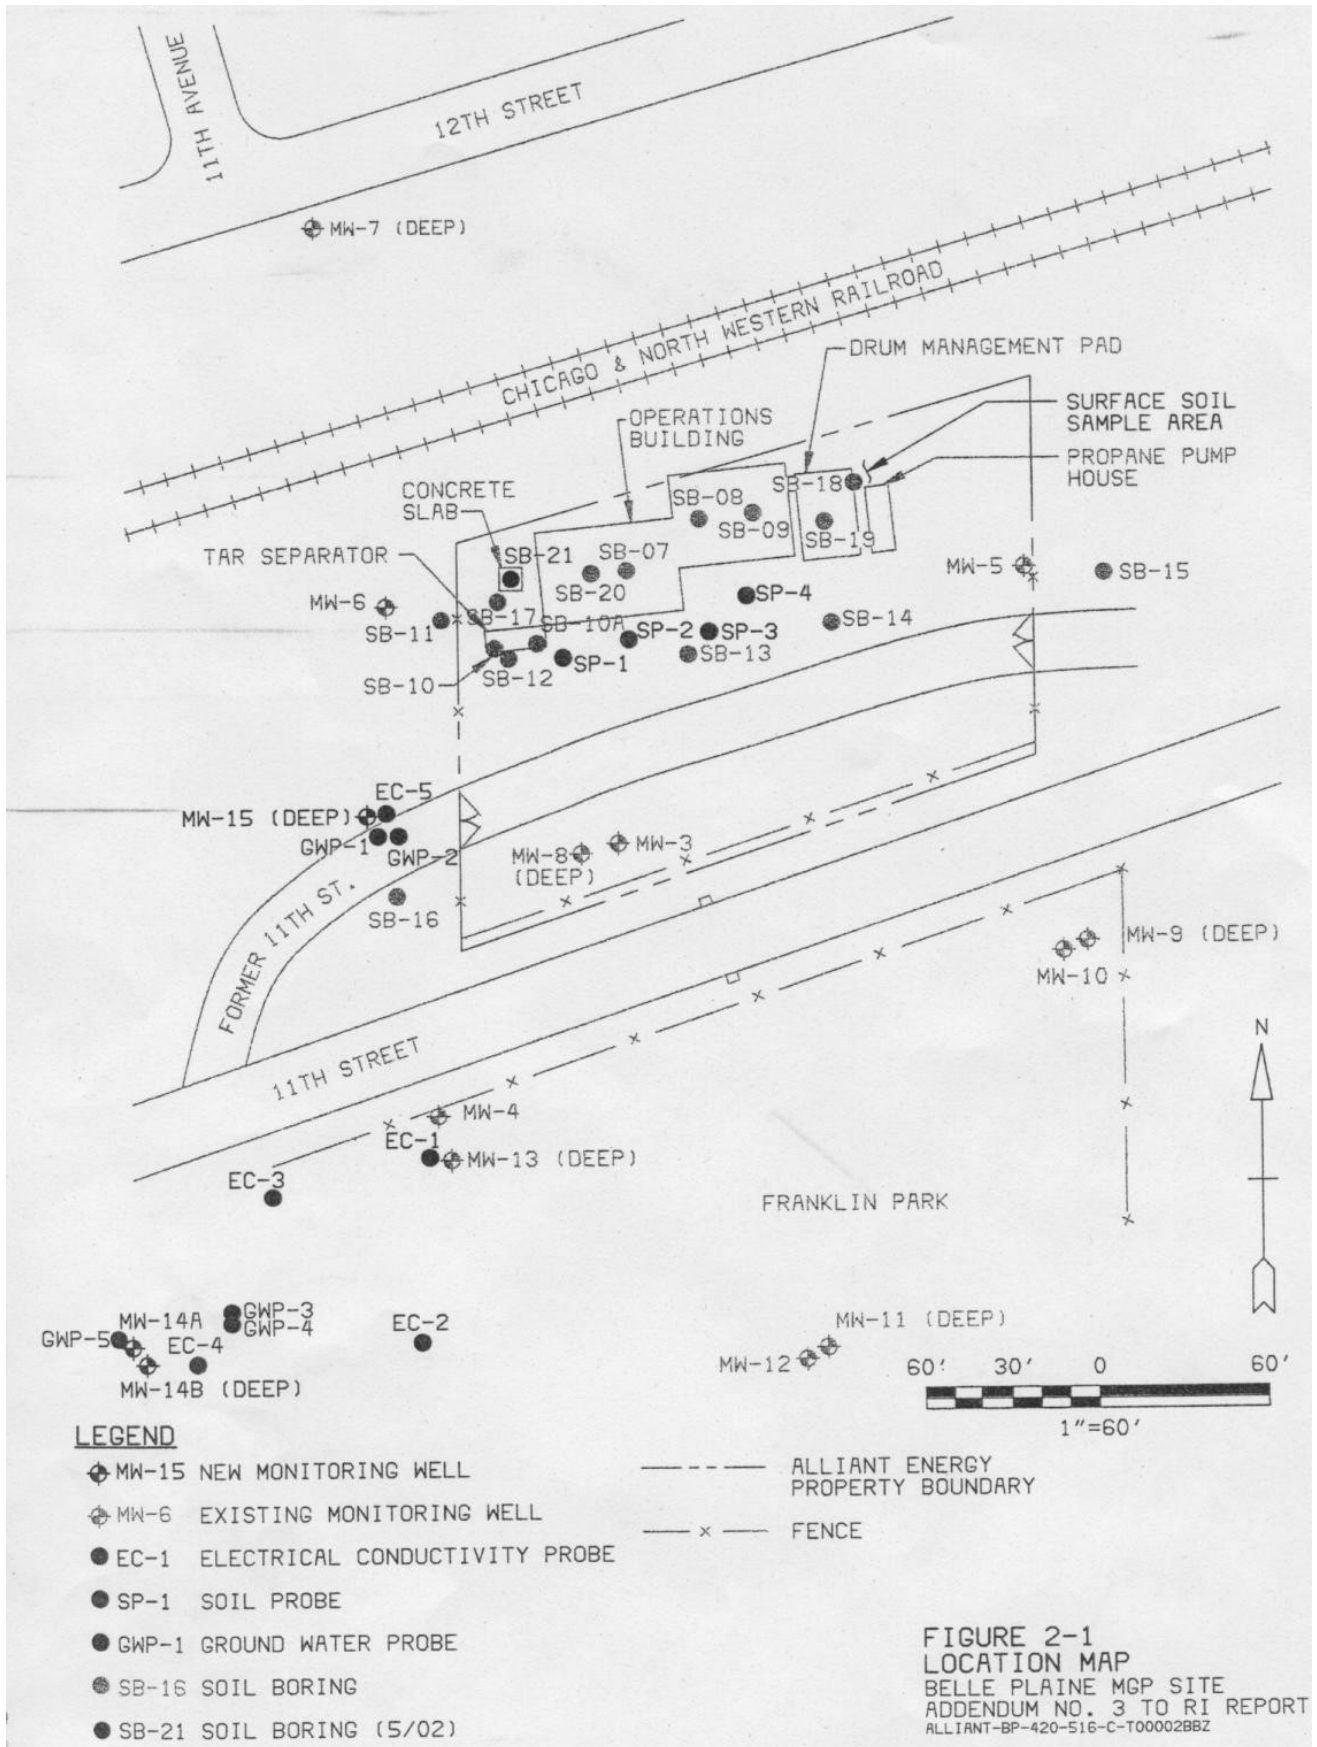 11TH AVENUE
12TH STREET
MW-7 (DEEP)
CHICAGO & NORTH WESTERN RAILROAD
DRUM MANAGEMENT PAD
OPERATIONS
BUILDING
SURFACE SOIL
SAMPLE AREA
PROPANE PUMP
HOUSE
CONCRETE
SLAB
SB-18
SB-08
SB-09
SB-19
TAR SEPARATOR
SB-21
SB-07
SB-20
MW-5
SB-15
MW-6
SB-11
SB-17
SB-10A
SP-4
SP-2
SP-3
SB-14
SB-13
SP-1
SB-12
SB-10
EC-5
MW-15 (DEEP)
GWP-1
GWP-2
MW-3
MW-8
(DEEP)
SB-16
FORMER 11TH ST.
MW-9 (DEEP)
MW-10
N
11TH STREET
MW-4
EC-1
MW-13 (DEEP)
EC-3
FRANKLIN PARK
GWP-3
GWP-4
MW-14A
GWP-5
EC-4
EC-2
MW-14B (DEEP)
MW-11 (DEEP)
MW-12
60' 30' 0 60'
1"=60'
LEGEND
MW-15 NEW MONITORING WELL
MW-6 EXISTING MONITORING WELL
EC-1 ELECTRICAL CONDUCTIVITY PROBE
SP-1 SOIL PROBE
GWP-1 GROUND WATER PROBE
SB-16 SOIL BORING
SB-21 SOIL BORING (5/02)
ALLIANT ENERGY
PROPERTY BOUNDARY
FENCE
FIGURE 2-1
LOCATION MAP
BELLE PLAINE MGP SITE
ADDENDUM NO. 3 TO RI REPORT
ALLIANT-BP-420-516-C-T00002BBZ